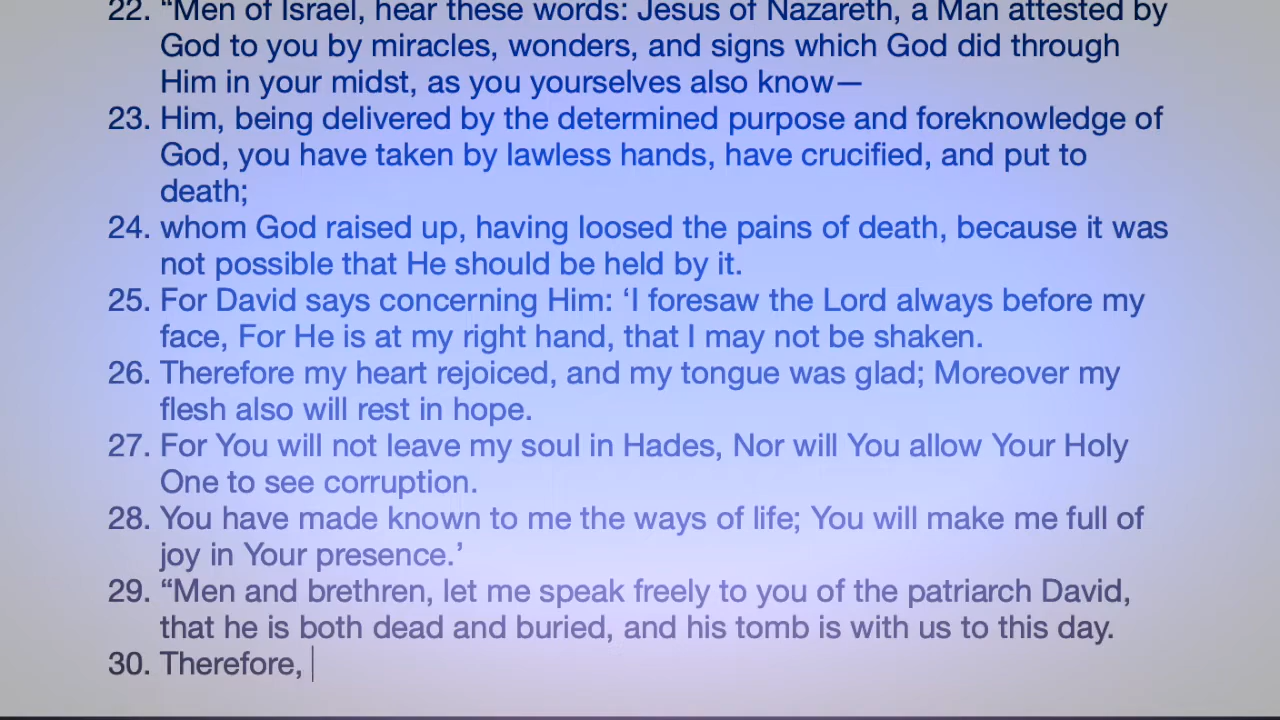 22. “Men of Israel, hear these words: Jesus of Nazareth, a Man attested by
God to you by miracles, wonders, and signs which God did through
Him in your midst, as you yourselves also know—
23. Him, being delivered by the determined purpose and foreknowledge of
God, you have taken by lawless hands, have crucified, and put to
death;
24. whom God raised up, having loosed the pains of death, because it was
not possible that He should be held by it.
25. For David says concerning Him: ‘I foresaw the Lord always before my
face, For He is at my right hand, that I may not be shaken.
26. Therefore my heart rejoiced, and my tongue was glad; Moreover my
flesh also will rest in hope.
27. For You will not leave my soul in Hades, Nor will You allow Your Holy
One to see corruption.
28. You have made known to me the ways of life; You will make me full of
joy in Your presence.’
29. “Men and brethren, let me speak freely to you of the patriarch David,
that he is both dead and buried, and his tomb is with us to this day.
30. Therefore,